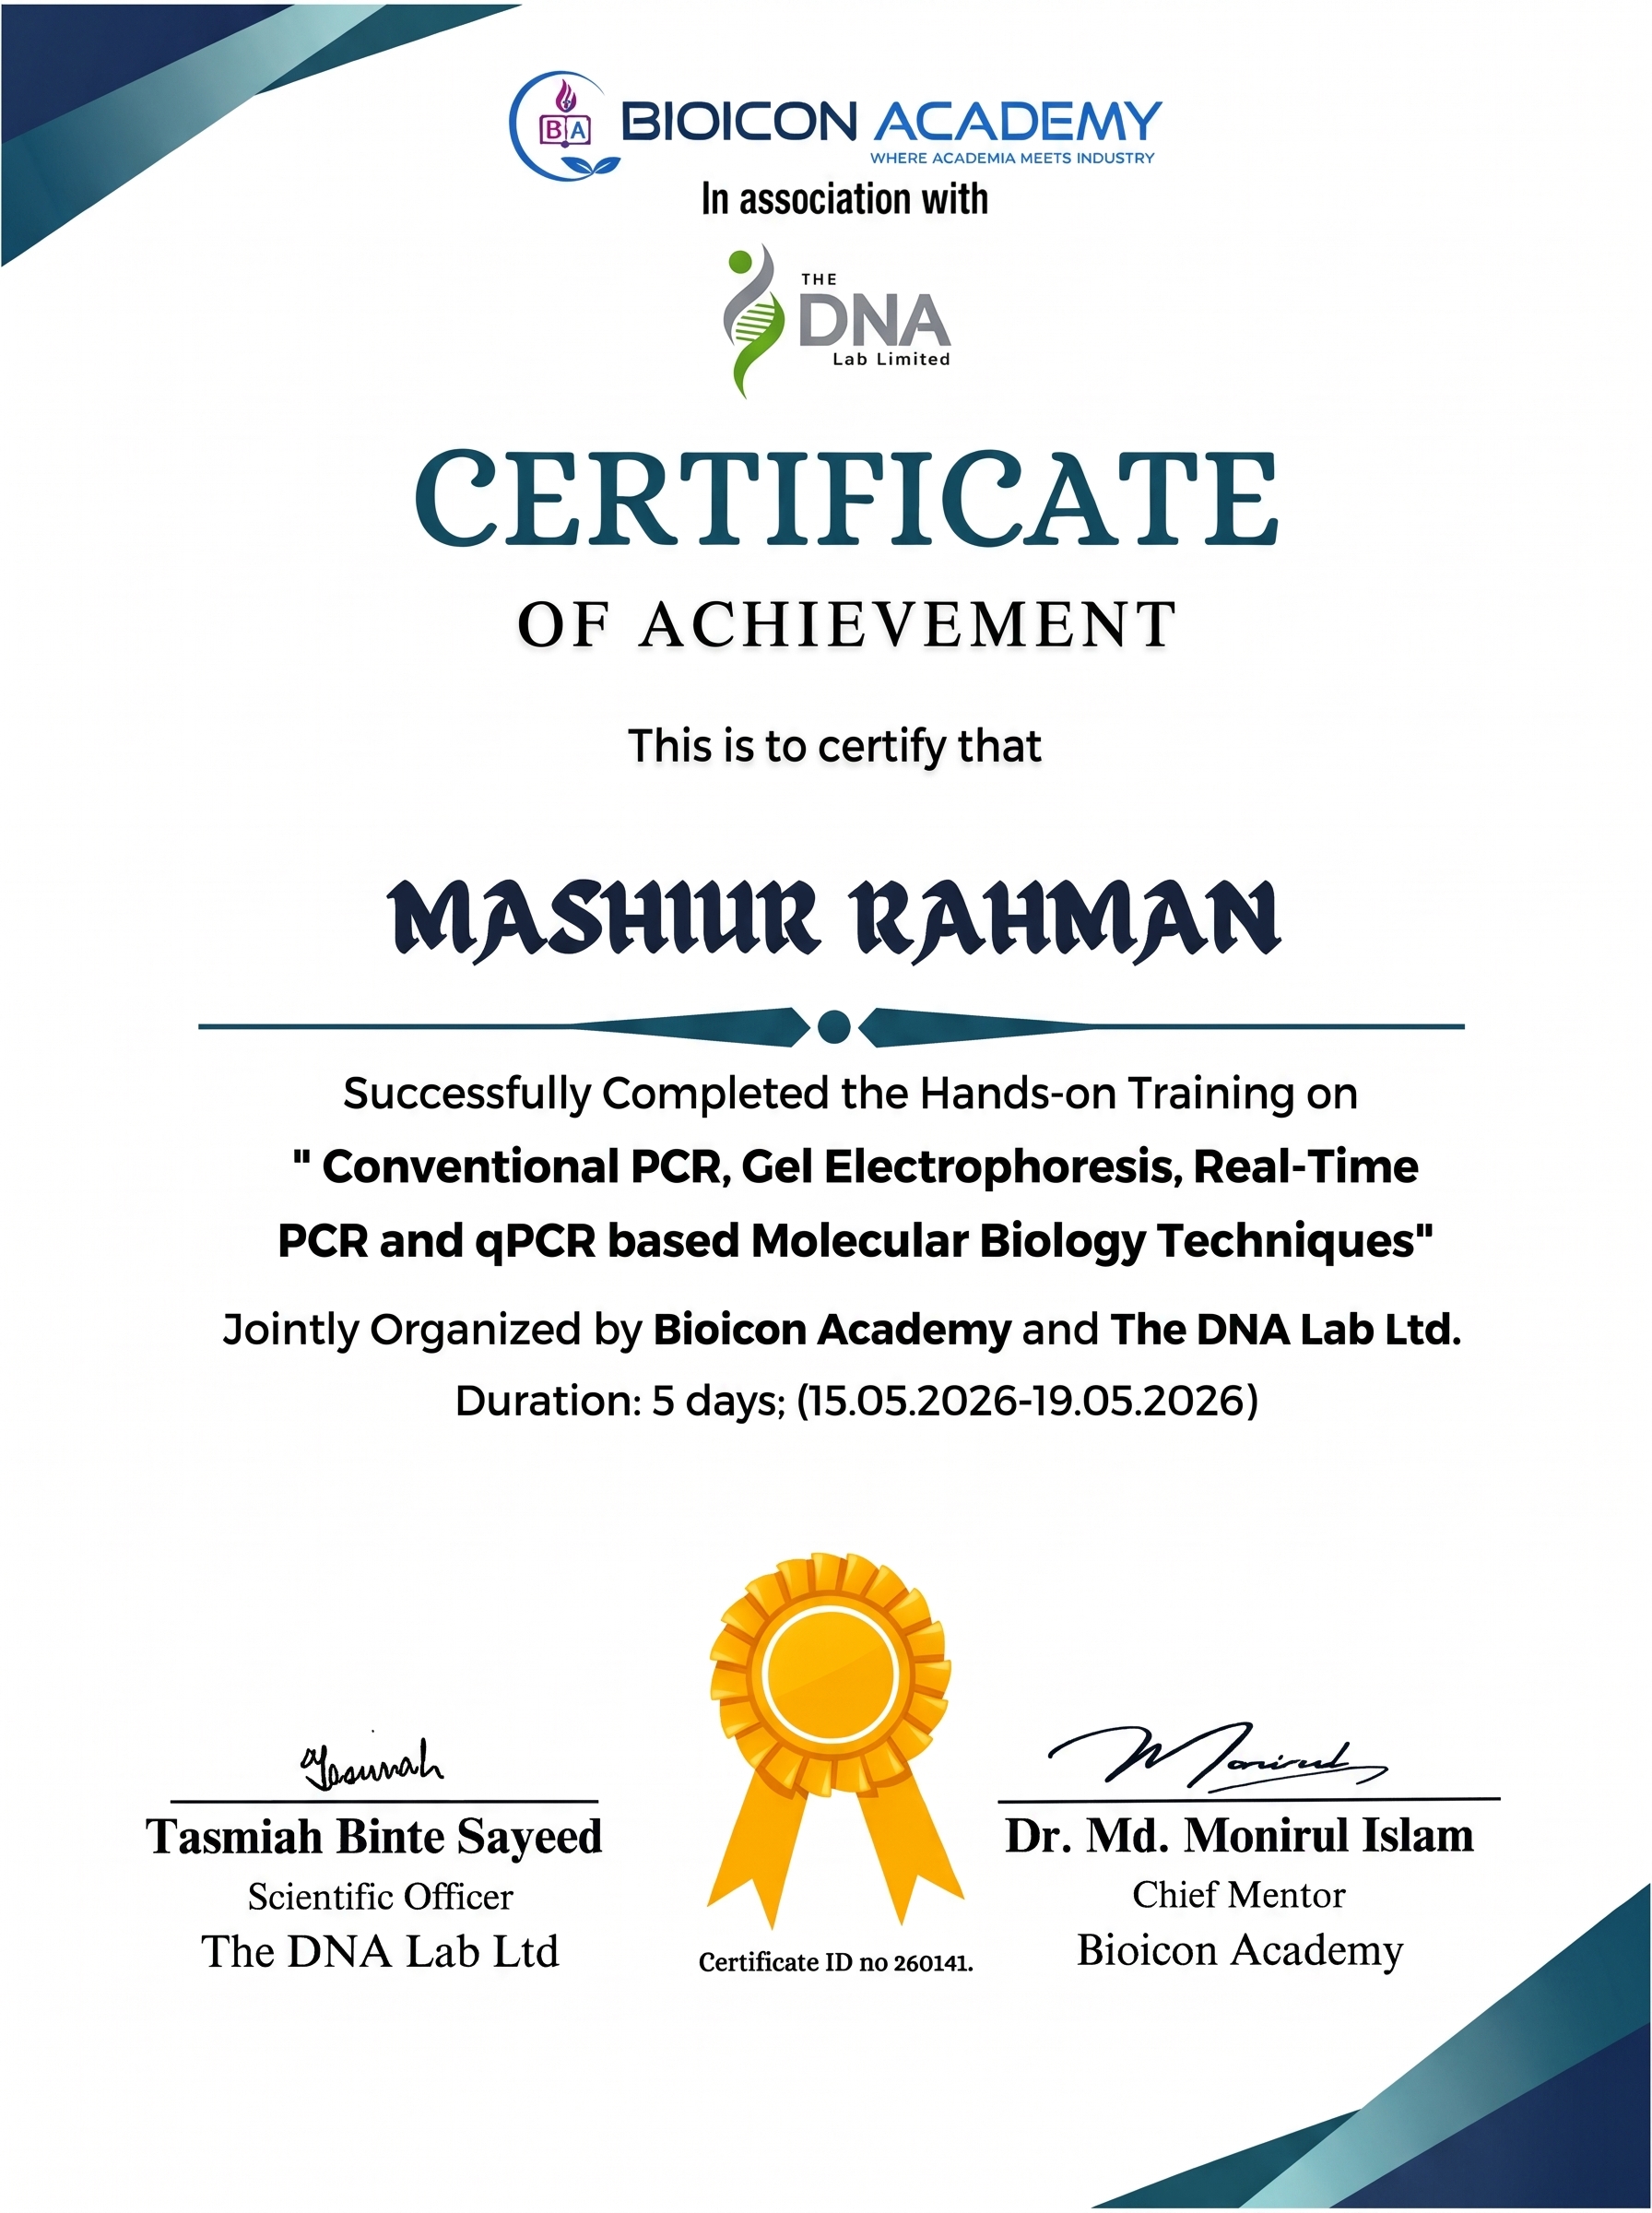 BA
BIOICON ACADEMY
WHERE ACADEMIA MEETS INDUSTRY
In association with
THE
DNA
Lab Limited
CERTIFICATE
OF ACHIEVEMENT
This is to certify that
MASHIUR RAHMAN
Successfully Completed the Hands-on Training on
" Conventional PCR, Gel Electrophoresis, Real-Time
PCR and qPCR based Molecular Biology Techniques"
Jointly Organized by Bioicon Academy and The DNA Lab Ltd.
Duration: 5 days; (15.05.2026-19.05.2026)
Tasmiah
Tasmiah Binte Sayeed
Scientific Officer
The DNA Lab Ltd
Certificate ID no 260141.
Monirul
Dr. Md. Monirul Islam
Chief Mentor
Bioicon Academy